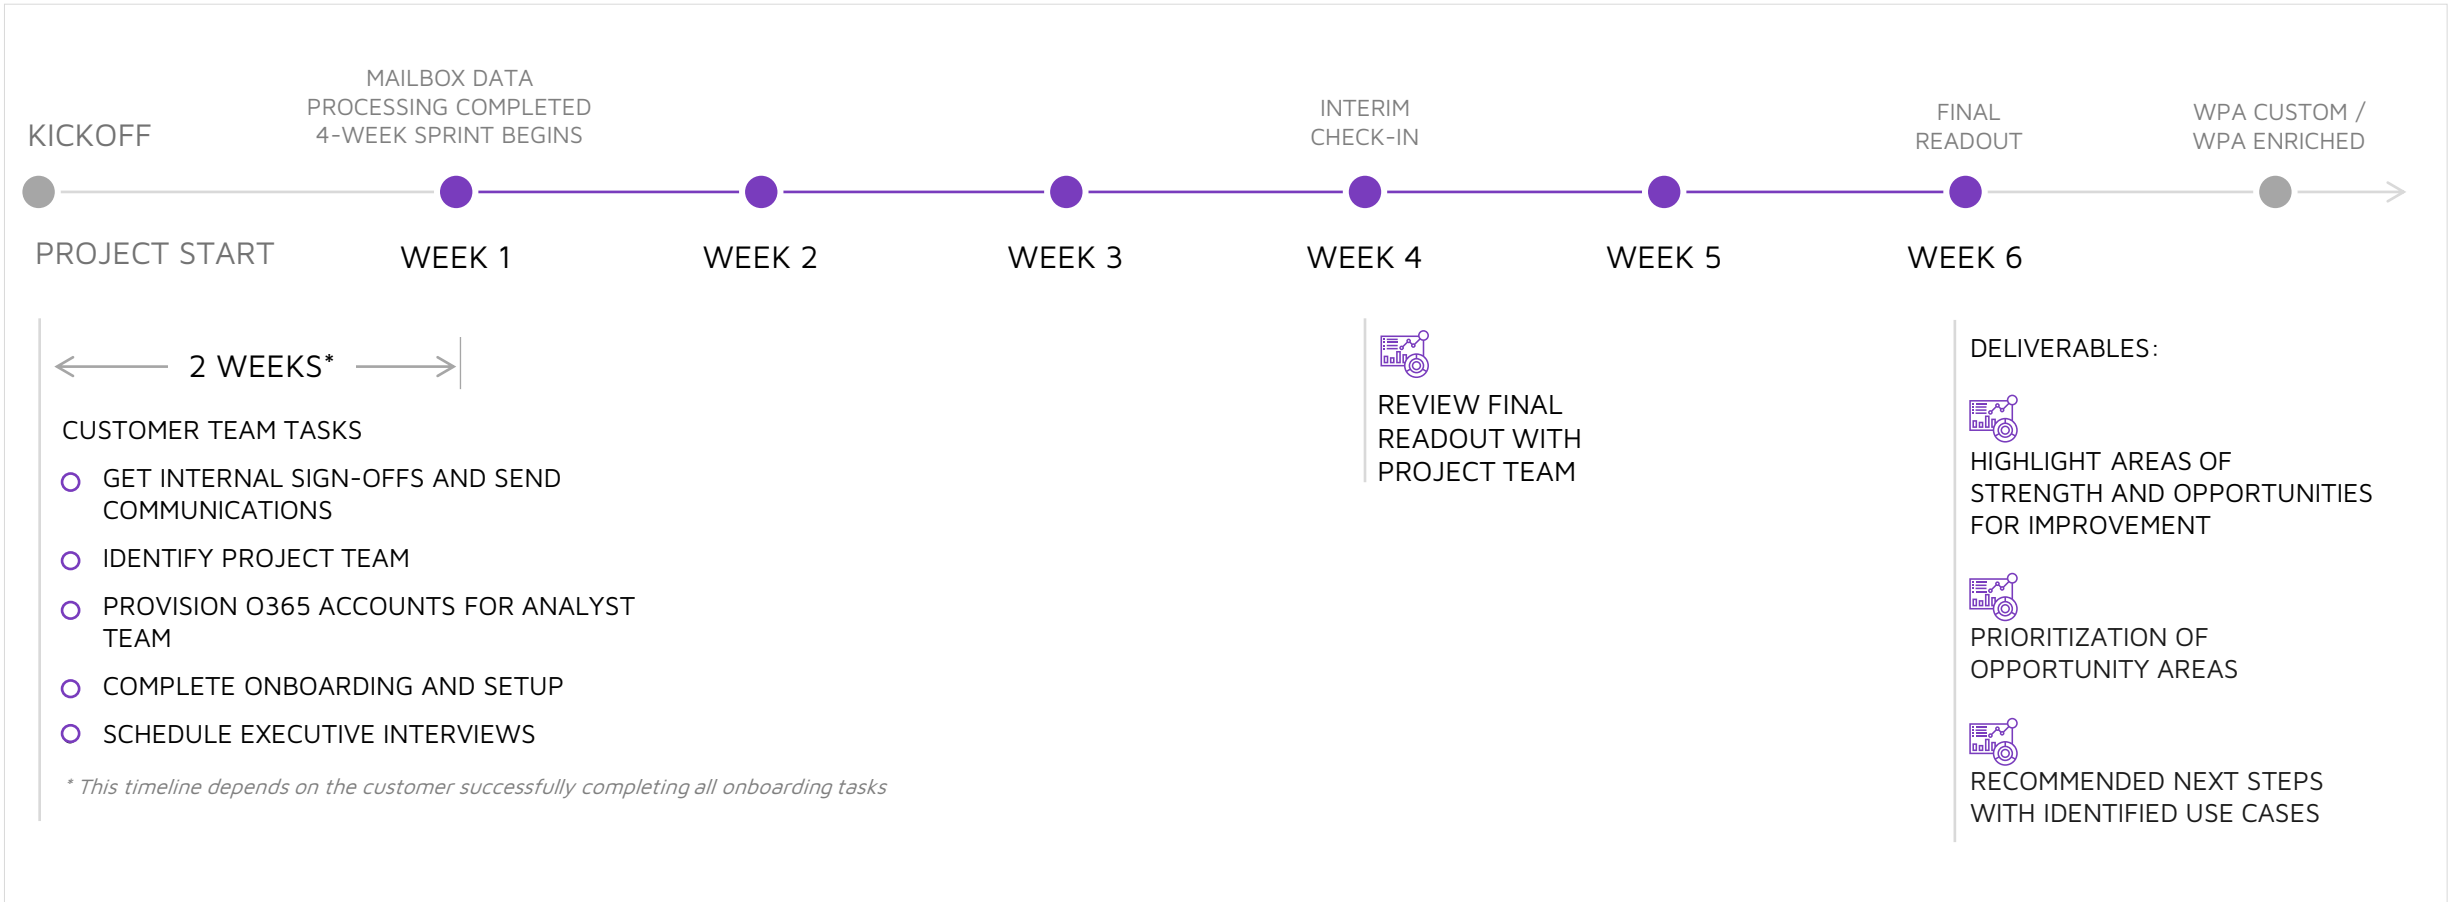 MAILBOX DATA
PROCESSING COMPLETED
4-WEEK SPRINT BEGINS
KICKOFF
INTERIM
CHECK-IN
FINAL
READOUT
WPA CUSTOM /
WPA ENRICHED
PROJECT START
WEEK 1
WEEK 2
WEEK 3
WEEK 4
WEEK 5
WEEK 6
2 WEEKS*
CUSTOMER TEAM TASKS
GET INTERNAL SIGN-OFFS AND SEND
COMMUNICATIONS
IDENTIFY PROJECT TEAM
PROVISION O365 ACCOUNTS FOR ANALYST
TEAM
COMPLETE ONBOARDING AND SETUP
SCHEDULE EXECUTIVE INTERVIEWS
* This timeline depends on the customer successfully completing all onboarding tasks
REVIEW FINAL
READOUT WITH
PROJECT TEAM
DELIVERABLES:
HIGHLIGHT AREAS OF
STRENGTH AND OPPORTUNITIES
FOR IMPROVEMENT
PRIORITIZATION OF
OPPORTUNITY AREAS
RECOMMENDED NEXT STEPS
WITH IDENTIFIED USE CASES